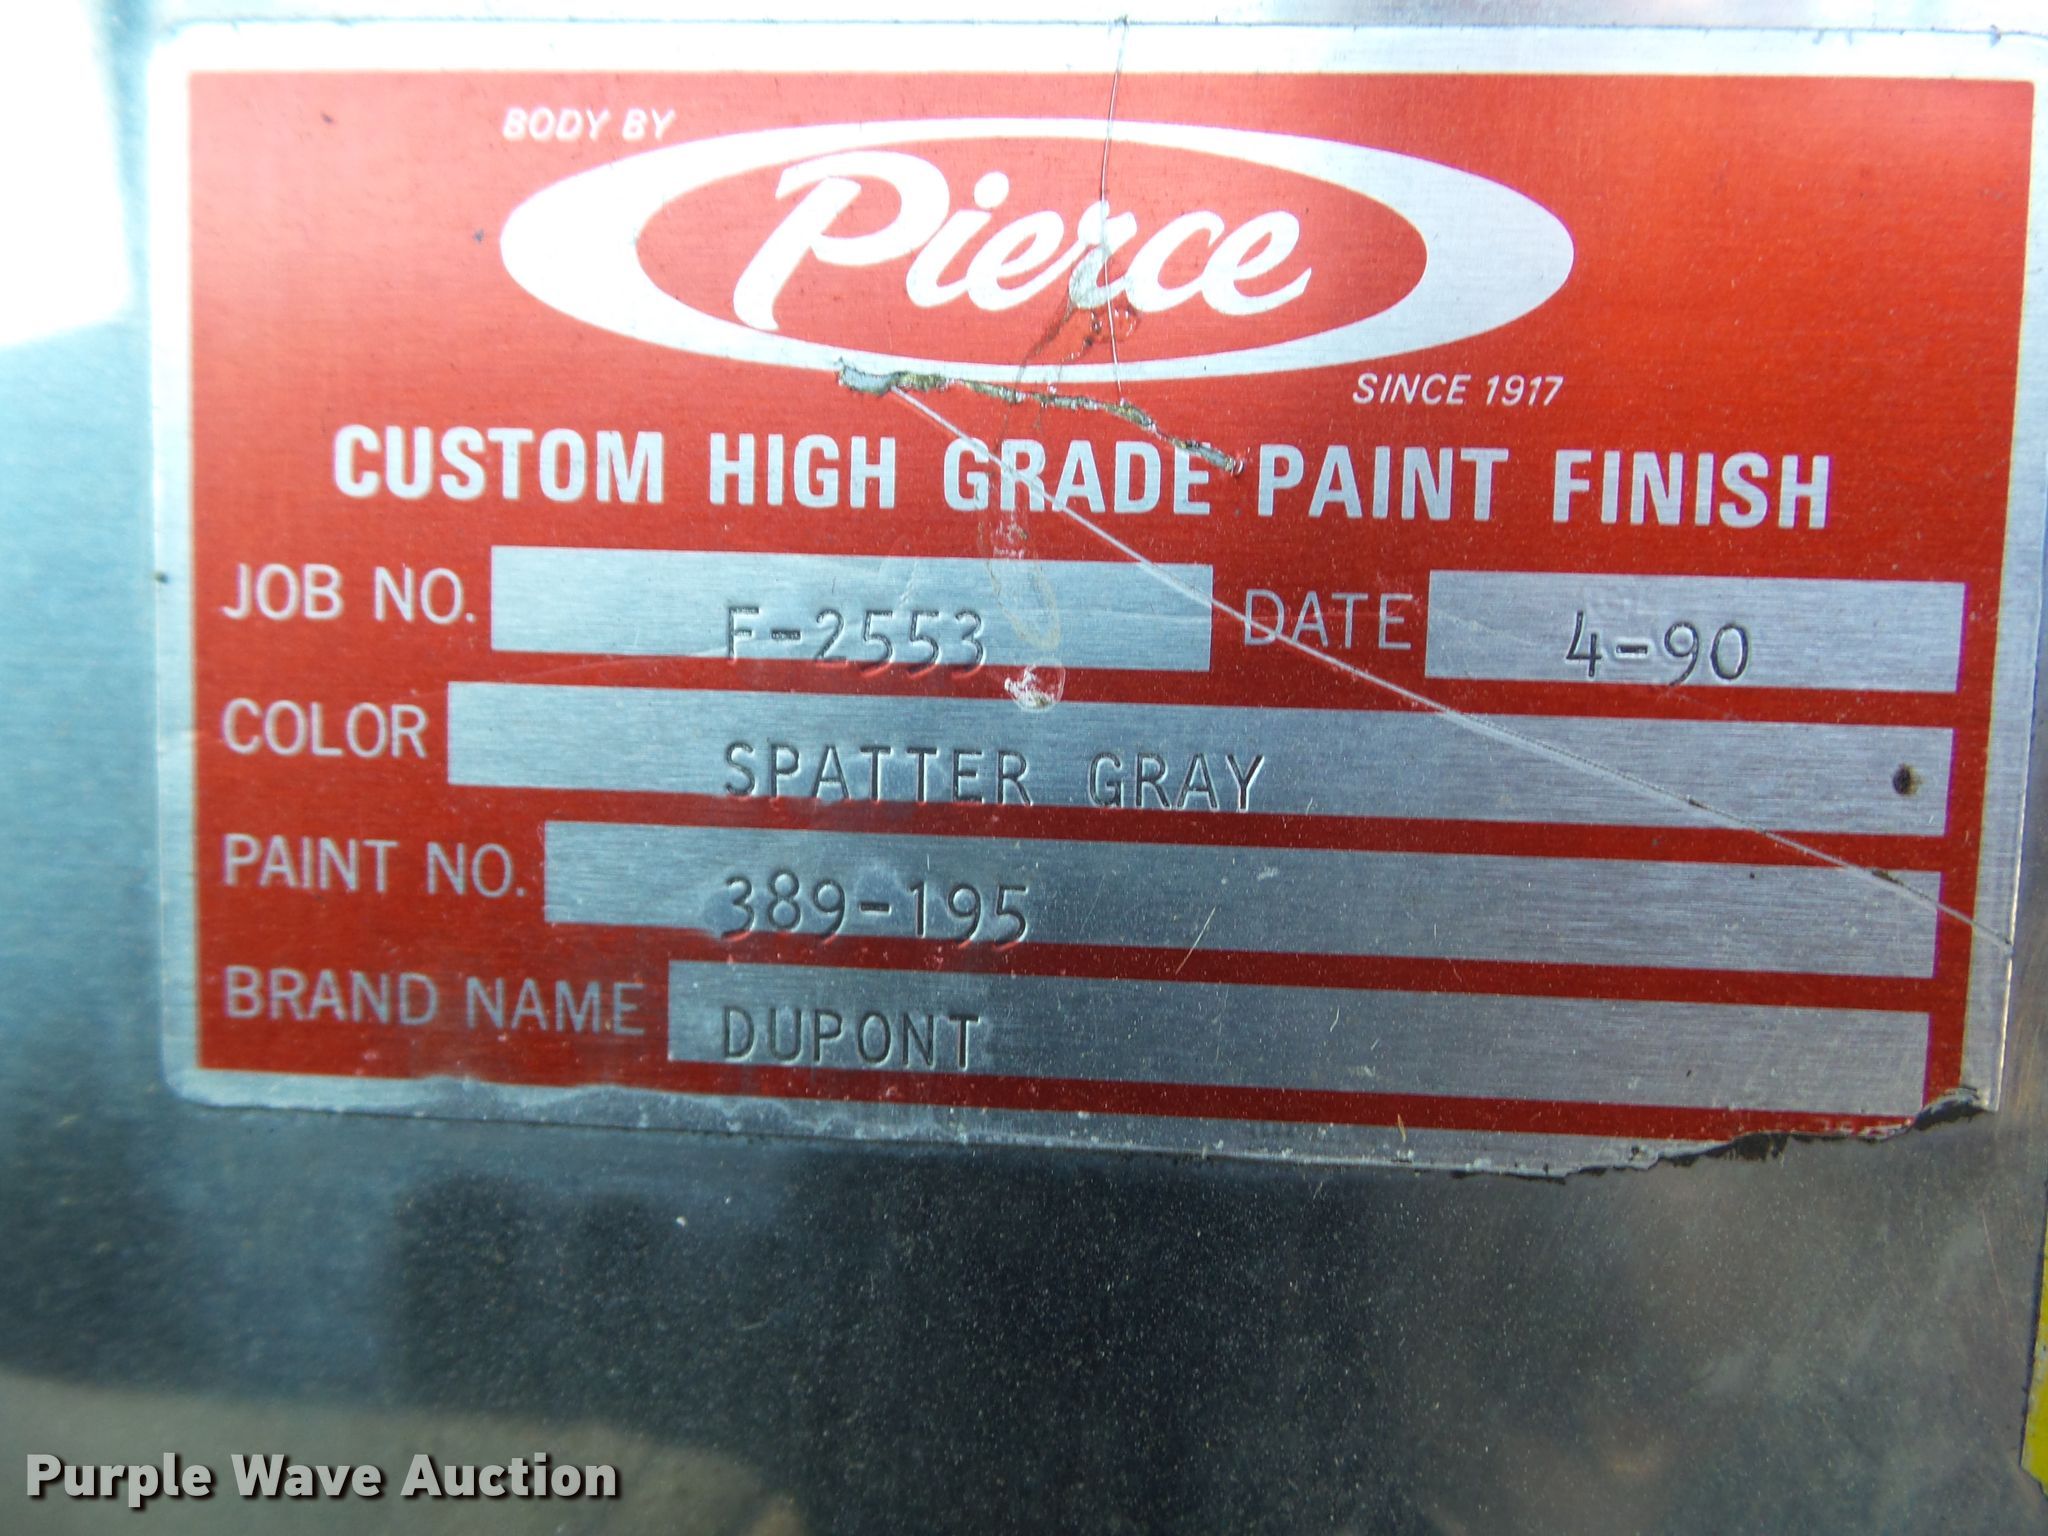 BODY BY
Pierce
SINCE 1917
CUSTOM HIGH GRADE PAINT FINISH
JOB NO. F-2553 DATE 4-90
COLOR SPATTER GRAY
PAINT NO. 389-195
BRAND NAME DUPONT
Purple Wave Auction